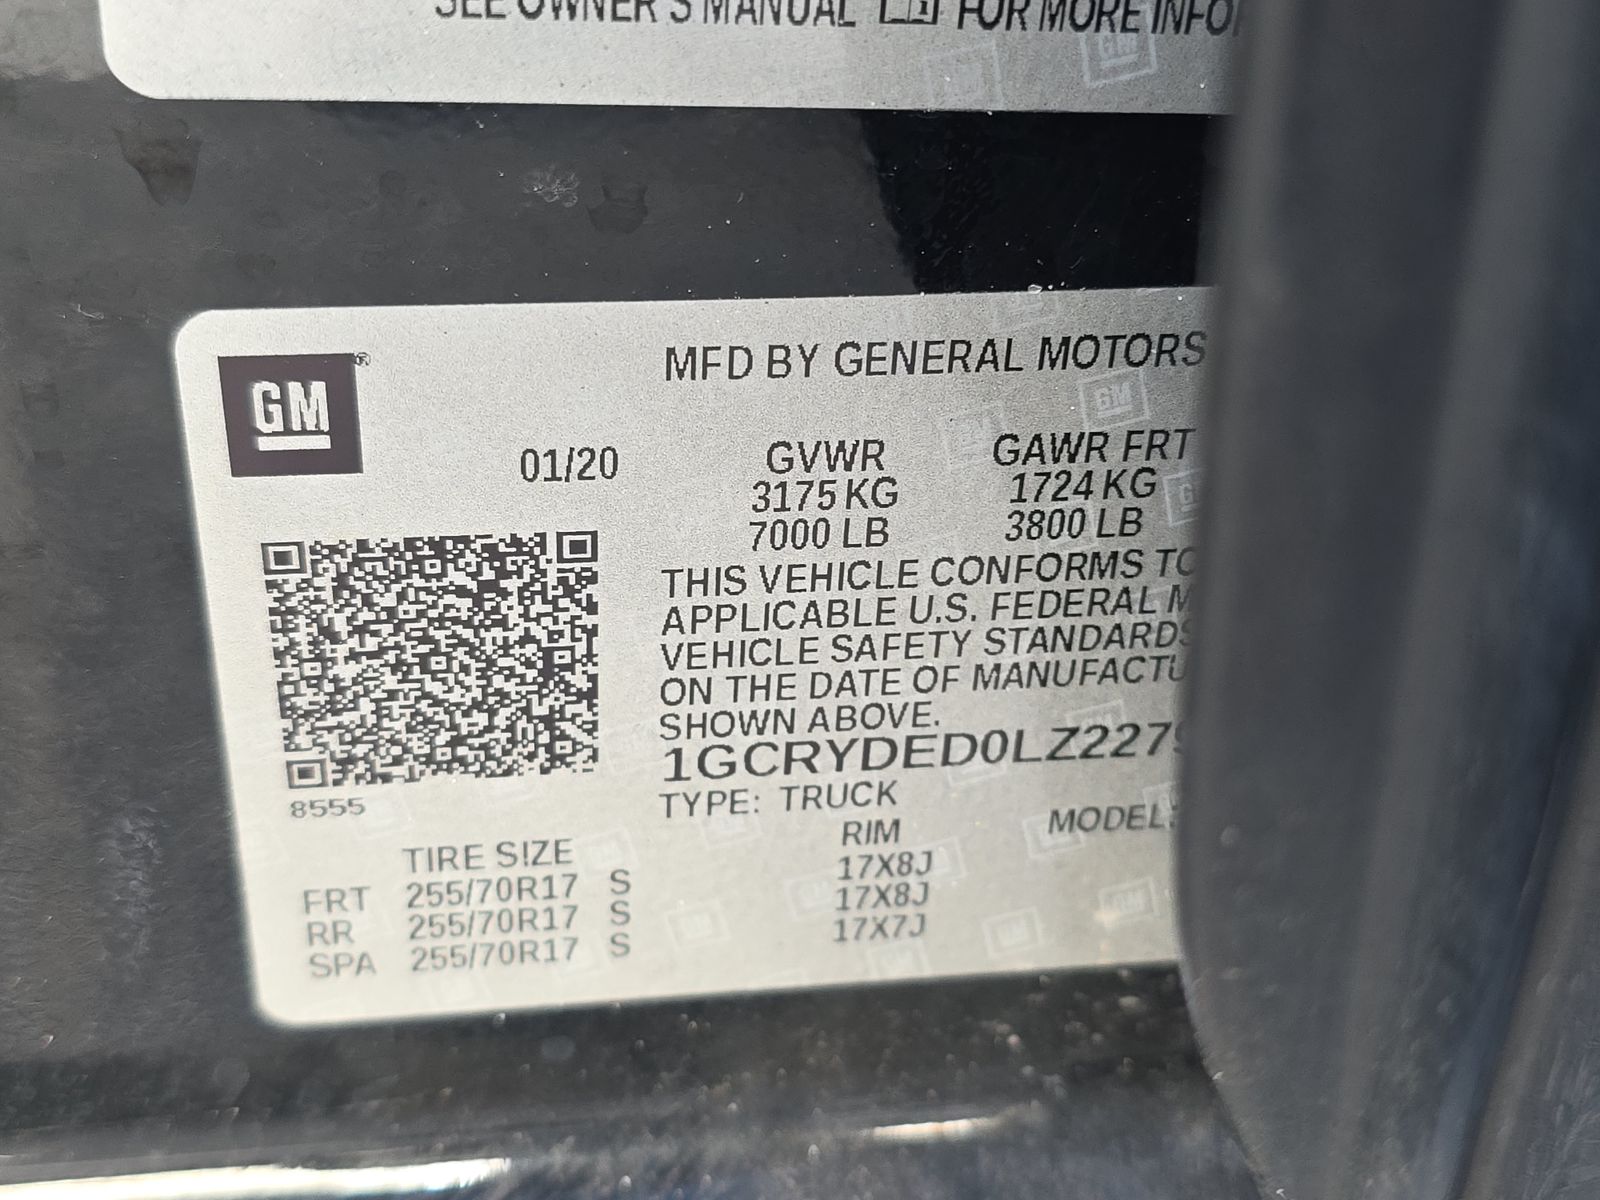 SEE OWNER'S MANUAL FOR MORE
GM
MFD BY GENERAL MOTORS
01/20
GVWR GAWR FRT
3175 KG 1724 KG
7000 LB 3800 LB
THIS VEHICLE CONFORMS TO
APPLICABLE U.S. FEDERAL
VEHICLE SAFETY STANDARDS
ON THE DATE OF MANUFACTU
SHOWN ABOVE.
1GCRYDED0LZ2279
8555
TYPE: TRUCK MODEL:
TIRE SIZE RIM
FRT 255/70R17 S 17X8J
RR 255/70R17 S 17X8J
SPA 255/70R17 S 17X7J